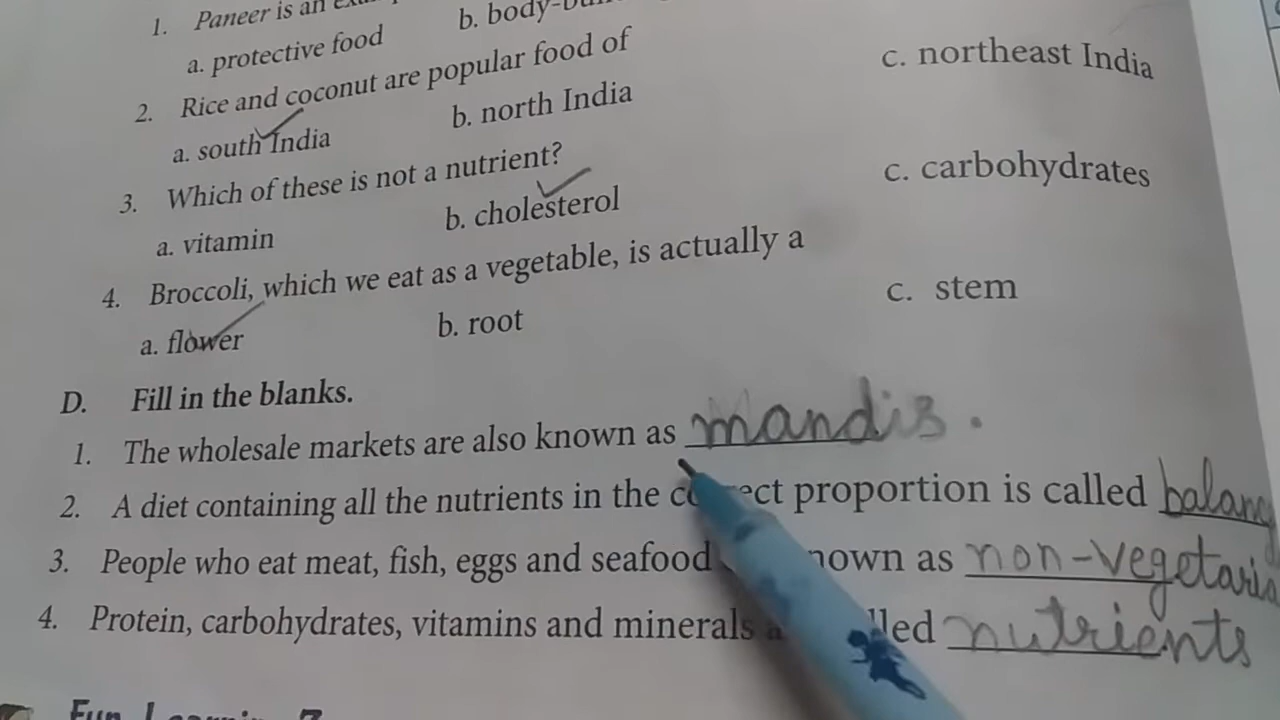 1. Paneer is an
a. protective food b. body-
2. Rice and coconut are popular food of
a. south India b. north India c. northeast India
3. Which of these is not a nutrient?
a. vitamin b. cholesterol c. carbohydrates
4. Broccoli, which we eat as a vegetable, is actually a
a. flower b. root c. stem
D. Fill in the blanks.
1. The wholesale markets are also known as mandis.
2. A diet containing all the nutrients in the correct proportion is called
3. People who eat meat, fish, eggs and seafood known as non-vegetaria
4. Protein, carbohydrates, vitamins and minerals nutrients
Fun